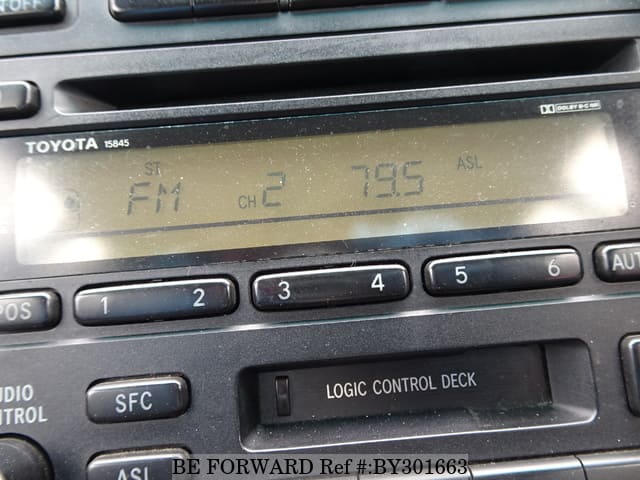 OFF
DOLBY B-C NR
TOYOTA 15845
ST ASL
FM CH 2 79.5
POS 1 2 3 4 5 6 AUT
LOGIC CONTROL DECK
UDIO
NTROL
SFC
ASL
BE FORWARD Ref #:BY301663